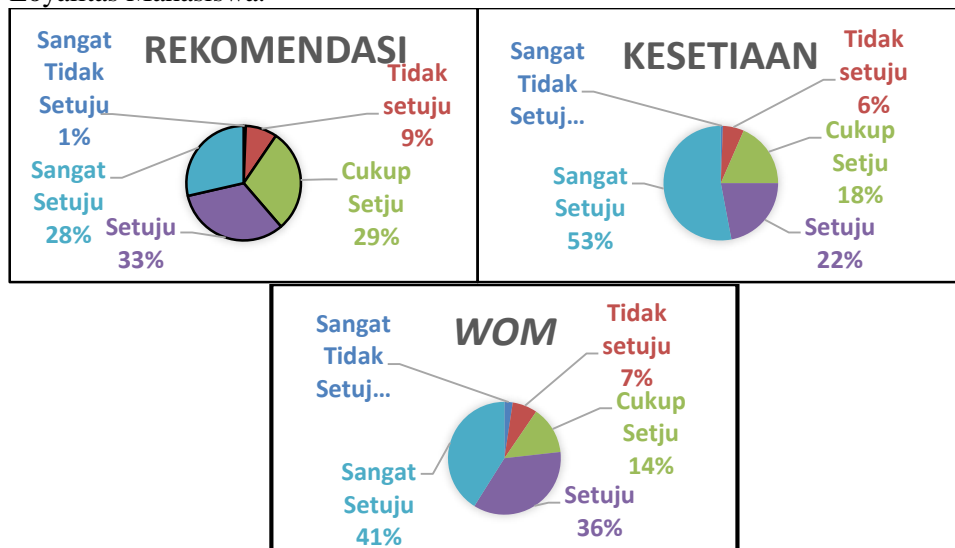 REKOMENDASI
Sangat
Tidak
Setuju
1%
Tidak
setuju
9%
Cukup
Setju
29%
Setuju
33%
Sangat
Setuju
28%
KESETIAAN
Sangat
Tidak
Setuj...
Tidak
setuju
6%
Cukup
Setju
18%
Setuju
22%
Sangat
Setuju
53%
WOM
Sangat
Tidak
Setuj...
Tidak
setuju
7%
Cukup
Setju
14%
Setuju
36%
Sangat
Setuju
41%